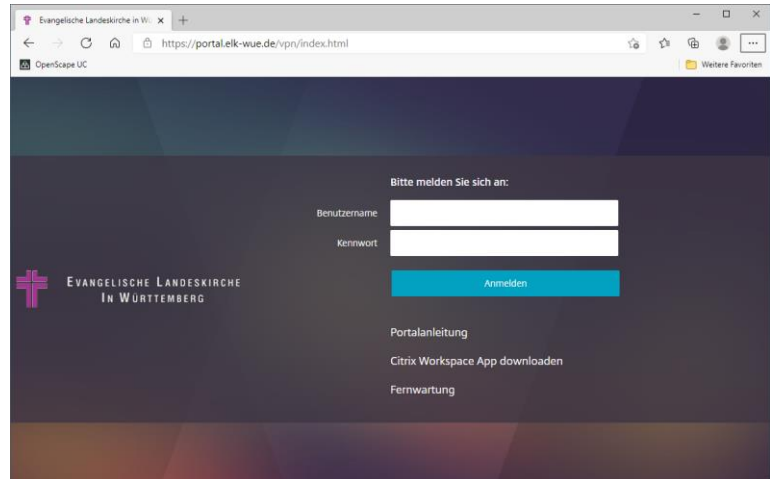 Evangelische Landeskirche in Wü
https://portal.elk-wue.de/vpn/index.html
OpenScape UC
Weitere Favoriten
Bitte melden Sie sich an:
Benutzername
Kennwort
EVANGELISCHE LANDESKIRCHE
IN WÜRTTEMBERG
Anmelden
Portalanleitung
Citrix Workspace App downloaden
Fernwartung